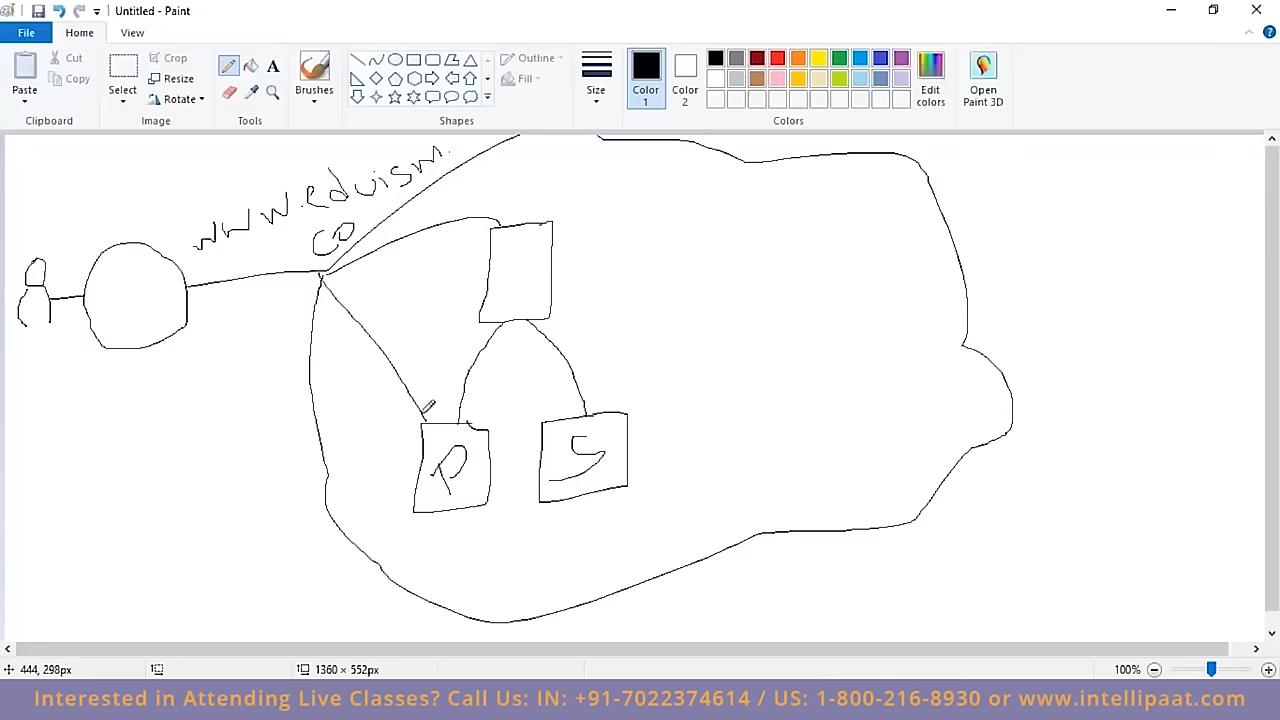 Untitled - Paint
File Home View
Cut
Copy
Paste
Clipboard
Select
Crop
Resize
Rotate
Image
A
Tools
Brushes
Outline
Fill
Shapes
Size
Color 1
Color 2
Edit colors
Colors
Open Paint 3D
www.eduism.
co
P
S
444, 298px
1360 × 552px
100%
Interested in Attending Live Classes? Call Us: IN: +91-7022374614 / US: 1-800-216-8930 or www.intellipaat.com